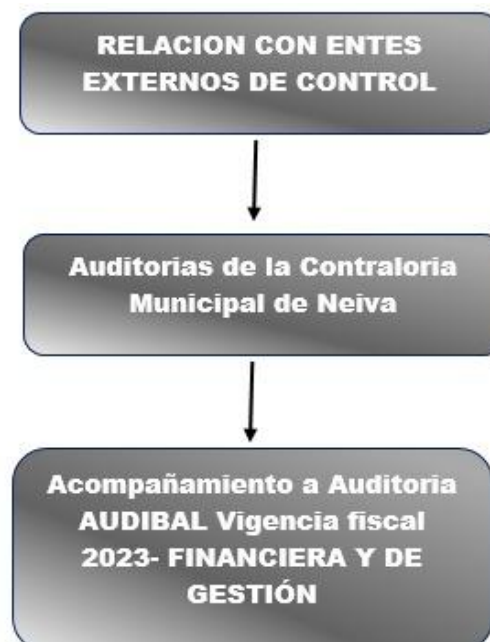 RELACION CON ENTES
EXTERNOS DE CONTROL
Auditorias de la Contraloria
Municipal de Neiva
Acompañamiento a Auditoria
AUDIBAL Vigencia fiscal
2023- FINANCIERA Y DE
GESTIÓN